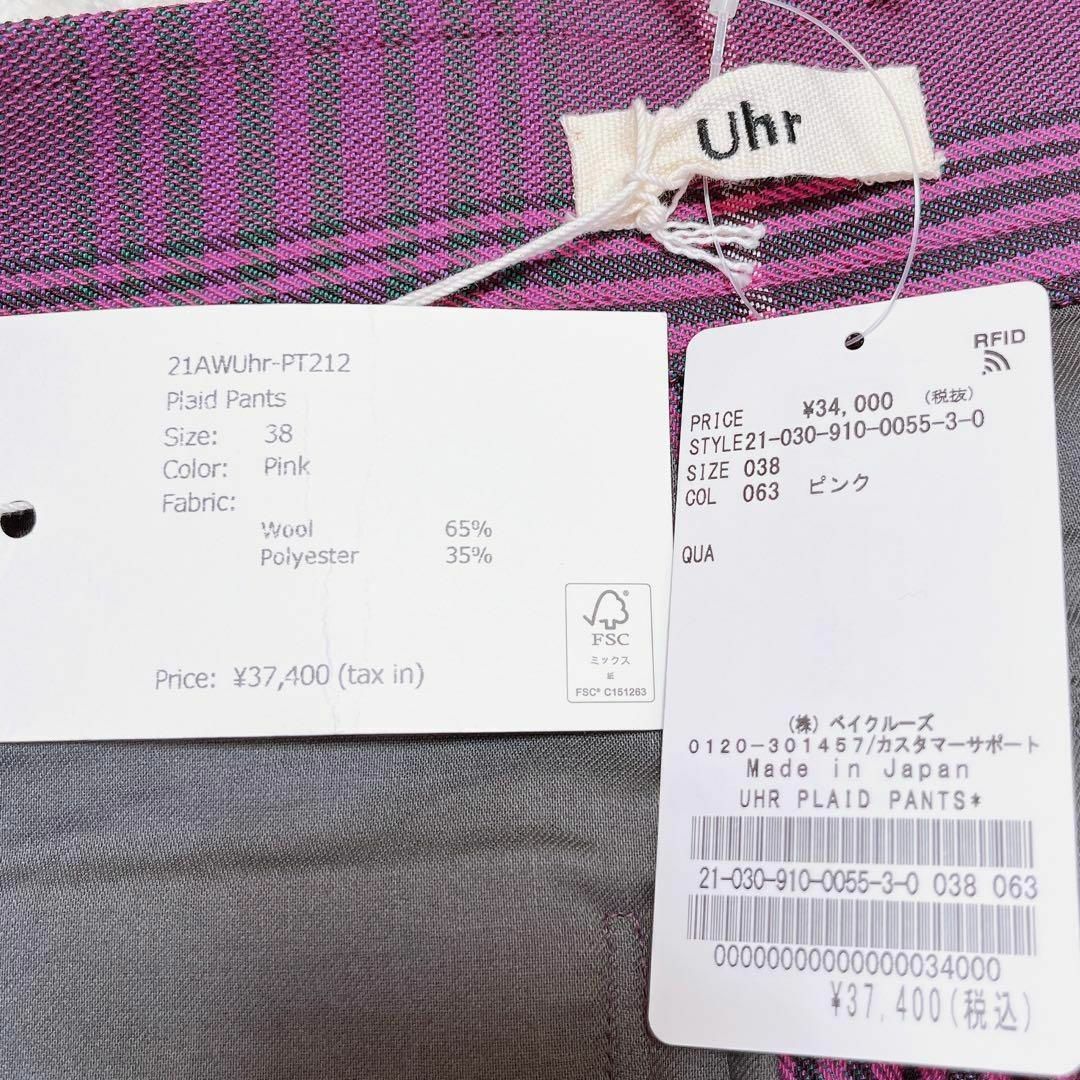 Uhr
21AWUhr-PT212
Plaid Pants
Size: 38
Color: Pink
Fabric:
Wool 65%
Polyester 35%
FSC
ミックス
紙
FSC® C151263
Price: ¥37,400 (tax in)
RFID
PRICE ¥34,000 (税抜)
STYLE21-030-910-0055-3-0
SIZE 038
COL 063 ピンク
QUA
(株) ベイクルーズ
0120-301457/カスタマーサポート
Made in Japan
UHR PLAID PANTS*
21-030-910-0055-3-0 038 063
00000000000000034000
¥37,400(税込)